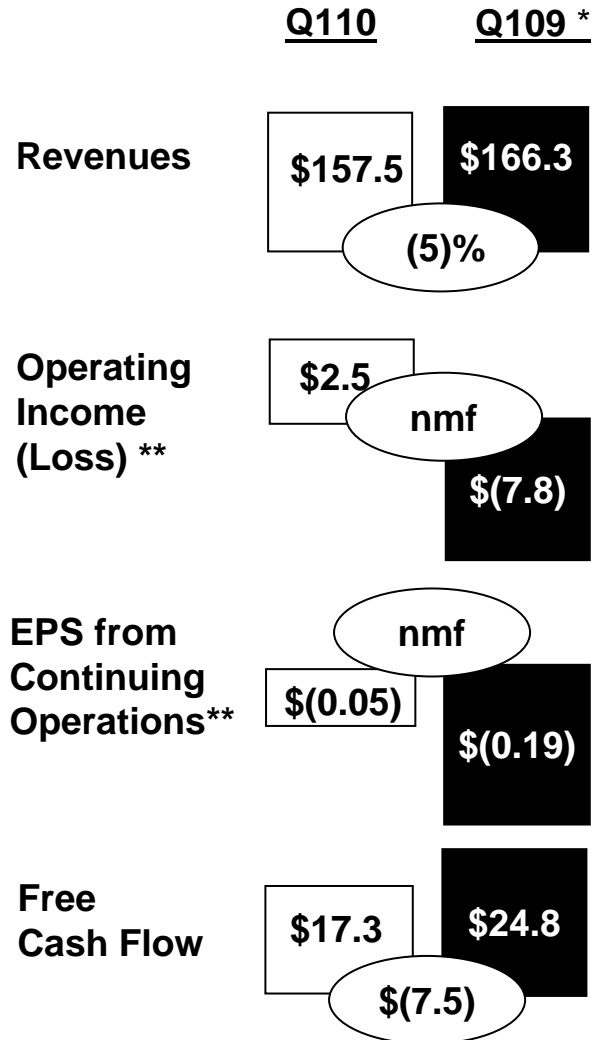 Q110 Q109 *
Revenues $157.5 $166.3
(5)%
Operating
Income
(Loss) **
$2.5
nmf
$(7.8)
EPS from
Continuing
Operations**
nmf
$(0.05)
$(0.19)
Free
Cash Flow
$17.3 $24.8
$(7.5)